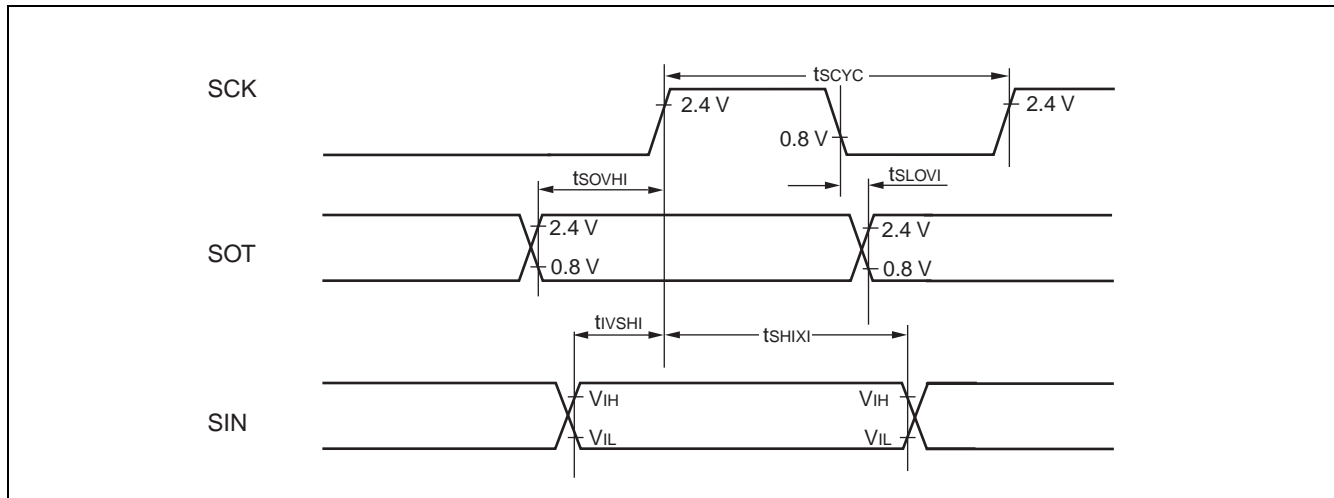 SCK
tSCYC
2.4 V
2.4 V
0.8 V
tSOVHI
tSLOVI
SOT
2.4 V
2.4 V
0.8 V
0.8 V
tIVSHI
tSHIXI
SIN
VIH
VIH
VIL
VIL